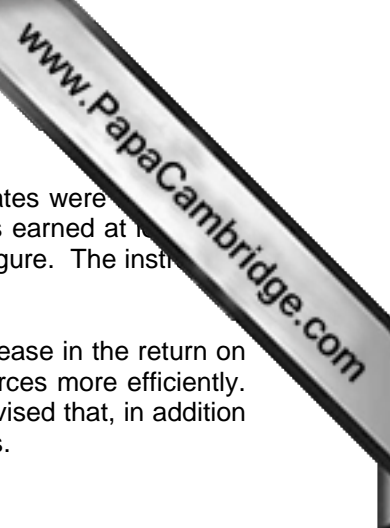 www.PapaCambridge.com
ates were
s earned at
gure. The inst
ease in the return on
rces more efficiently.
vised that, in addition
s.